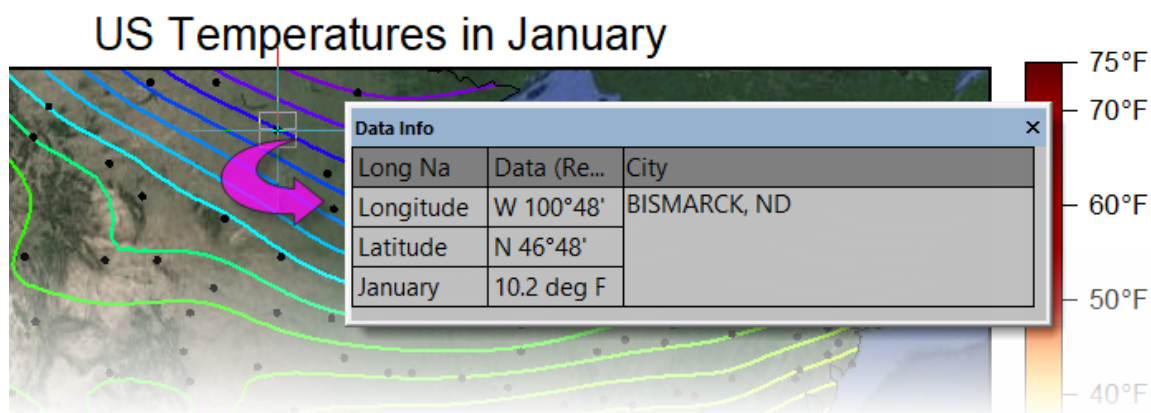 US Temperatures in January
75°F
70°F
60°F
50°F
40°F
Data Info ×
Long Na Data (Re... City
Longitude W 100°48' BISMARCK, ND
Latitude N 46°48'
January 10.2 deg F